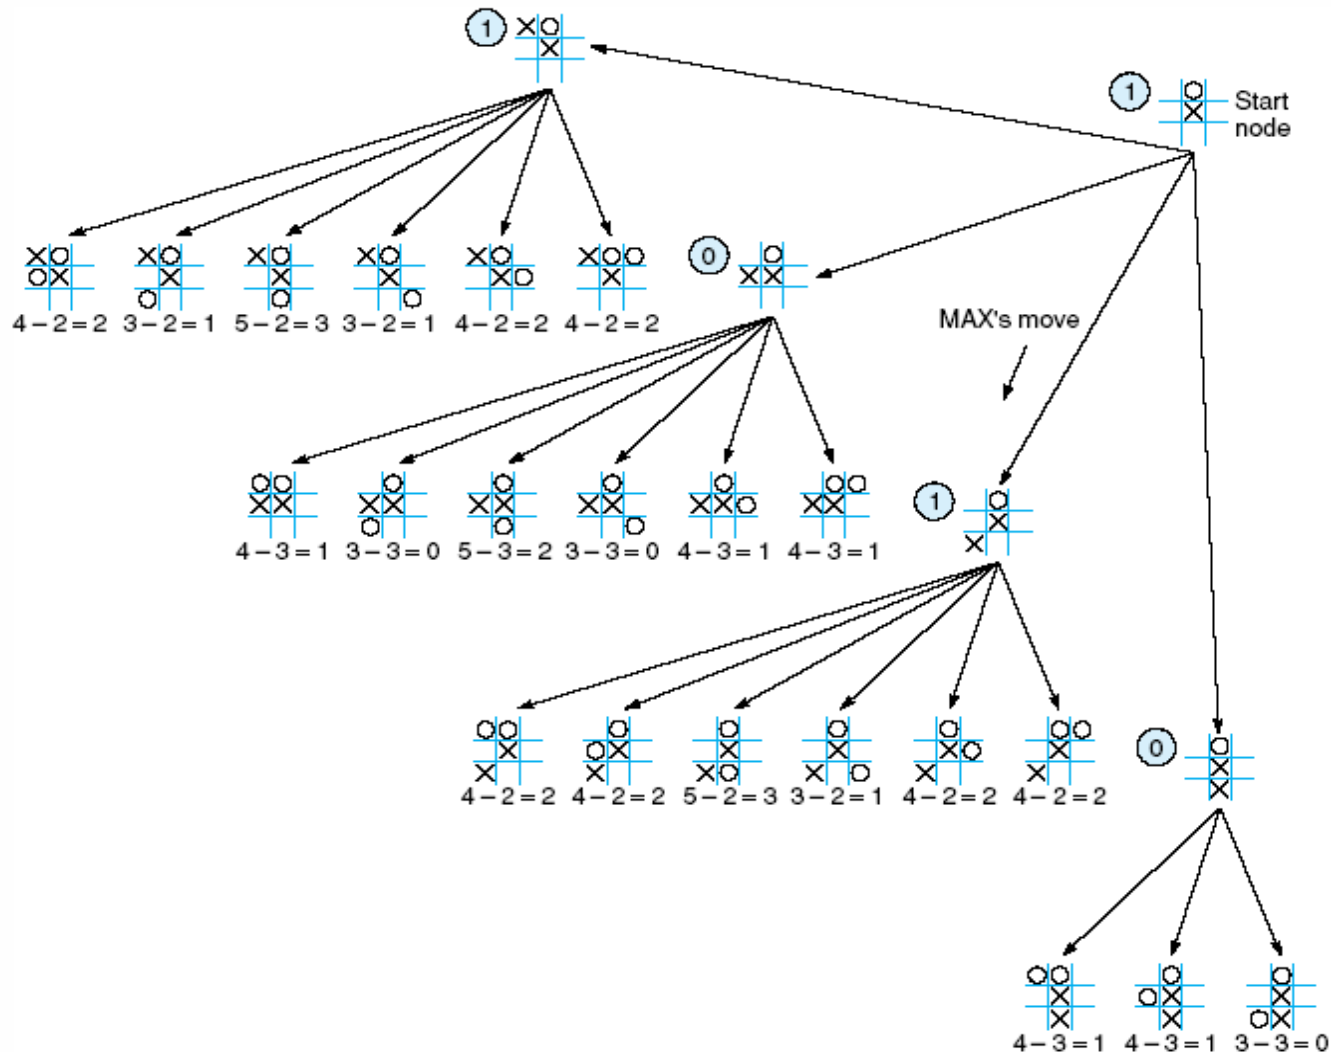 1
X O
X
1
O
X
Start
node
X O
O X
X O
X
O
X O
X
O
X O
X
O
X O
X O
X O O
X
4 – 2 = 2
3 – 2 = 1
5 – 2 = 3
3 – 2 = 1
4 – 2 = 2
4 – 2 = 2
0
O
X X
MAX's move
O O
X X
O
X X
O
O
X X
O
O
X X
O
O
X X O
O O
X X
4 – 3 = 1
3 – 3 = 0
5 – 3 = 2
3 – 3 = 0
4 – 3 = 1
4 – 3 = 1
1
O
X
X
O O
X
X
O
O X
X
O
X
X O
O
X
X O
O
X O
X
O O
X
X
4 – 2 = 2
4 – 2 = 2
5 – 2 = 3
3 – 2 = 1
4 – 2 = 2
4 – 2 = 2
0
O
X
X
O O
X
X
O
O X
X
O
X
O X
4 – 3 = 1
4 – 3 = 1
3 – 3 = 0